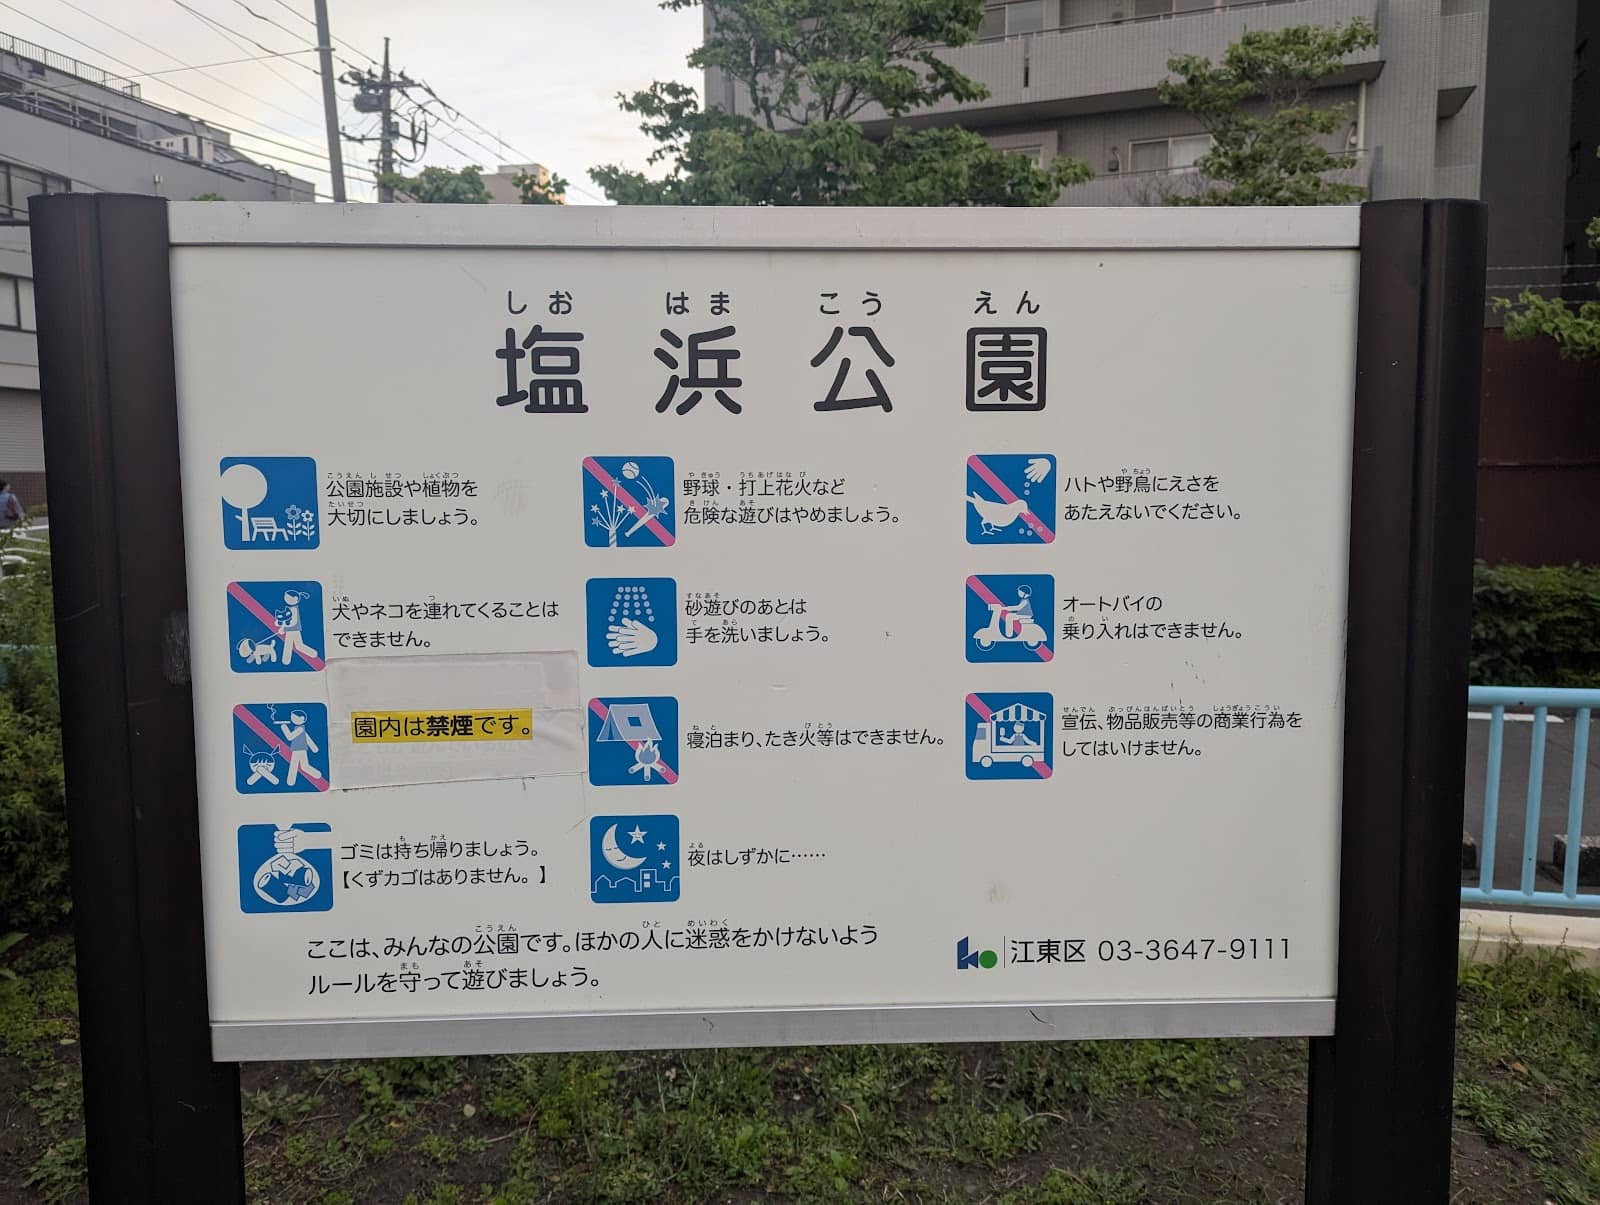 塩浜公園
公園施設や植物を
大切にしましょう。
犬やネコを連れてくることは
できません。
園内は禁煙です。
ゴミは持ち帰りましょう。
【くずカゴはありません。】
野球・打上花火など
危険な遊びはやめましょう。
砂遊びのあとは
手を洗いましょう。
寝泊まり、たき火等はできません。
夜はしずかに……
ハトや野鳥にえさを
あたえないでください。
オートバイの
乗り入れはできません。
宣伝、物品販売等の商業行為を
してはいけません。
ここは、みんなの公園です。ほかの人に迷惑をかけないよう
ルールを守って遊びましょう。
江東区 03-3647-9111